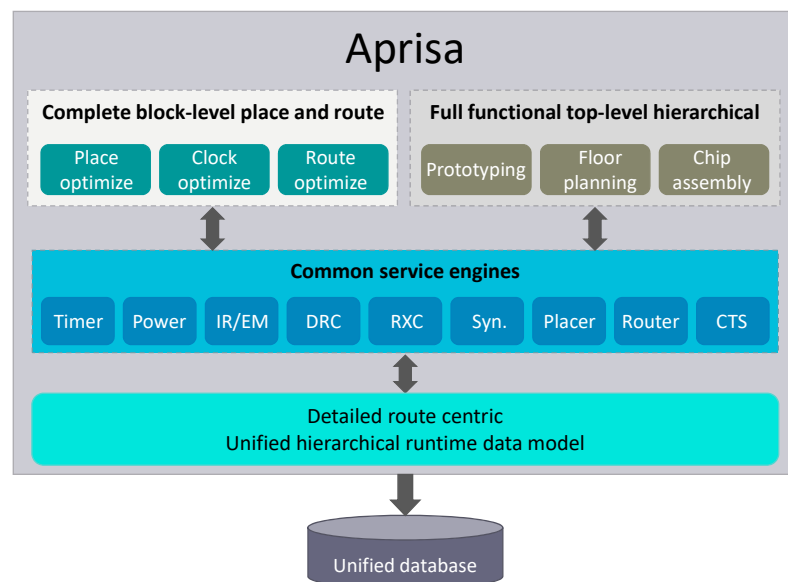 Aprisa
Complete block-level place and route
Place
optimize
Clock
optimize
Route
optimize
Full functional top-level hierarchical
Prototyping
Floor
planning
Chip
assembly
Common service engines
Timer
Power
IR/EM
DRC
RXC
Syn.
Placer
Router
CTS
Detailed route centric
Unified hierarchical runtime data model
Unified database